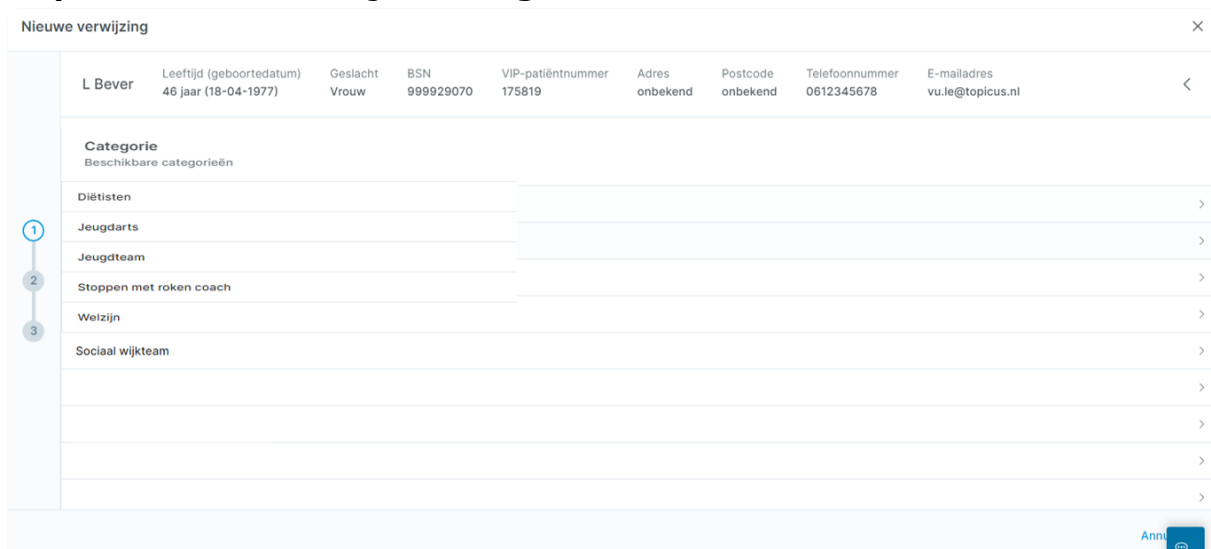 Nieuwe verwijzing
L Bever
Leeftijd (geboortedatum) Geslacht BSN VIP-patiëntnummer Adres Postcode Telefoonnummer E-mailadres
46 jaar (18-04-1977) Vrouw 999929070 175819 onbekend onbekend 0612345678 vu.le@topicus.nl
Categorie
Beschikbare categorieën
Diëtisten
Jeugdarts
Jeugdteam
Stoppen met roken coach
Welzijn
Sociaal wijkteam
1
2
3